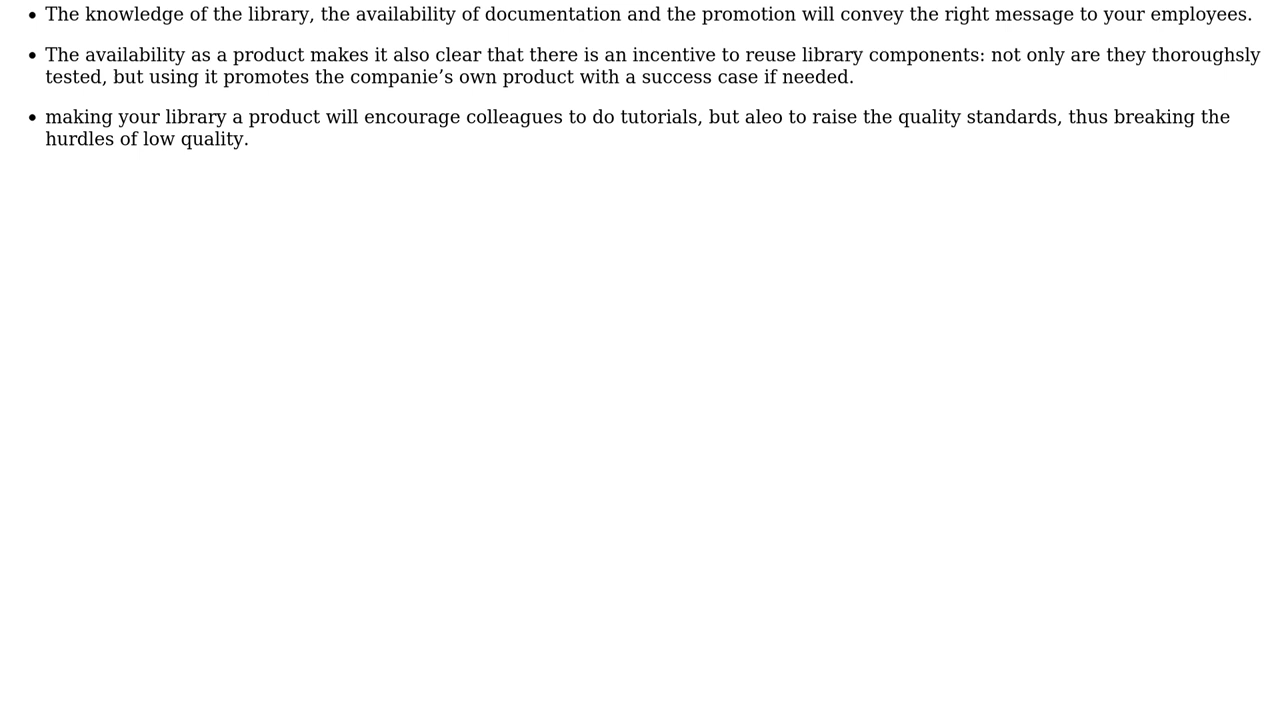 • The knowledge of the library, the availability of documentation and the promotion will convey the right message to your employees.
• The availability as a product makes it also clear that there is an incentive to reuse library components: not only are they thoroughsly
tested, but using it promotes the companie’s own product with a success case if needed.
• making your library a product will encourage colleagues to do tutorials, but aleo to raise the quality standards, thus breaking the
hurdles of low quality.